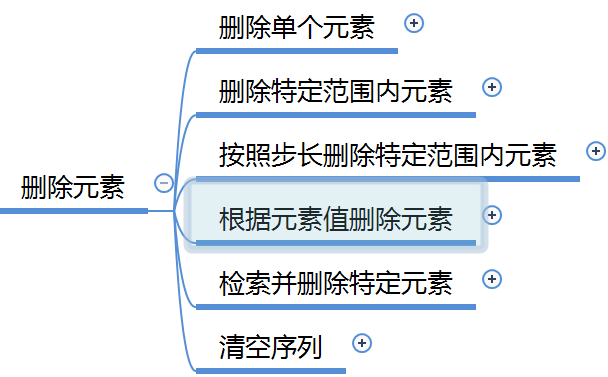 删除单个元素
删除特定范围内元素
按照步长删除特定范围内元素
删除元素
根据元素值删除元素
检索并删除特定元素
清空序列